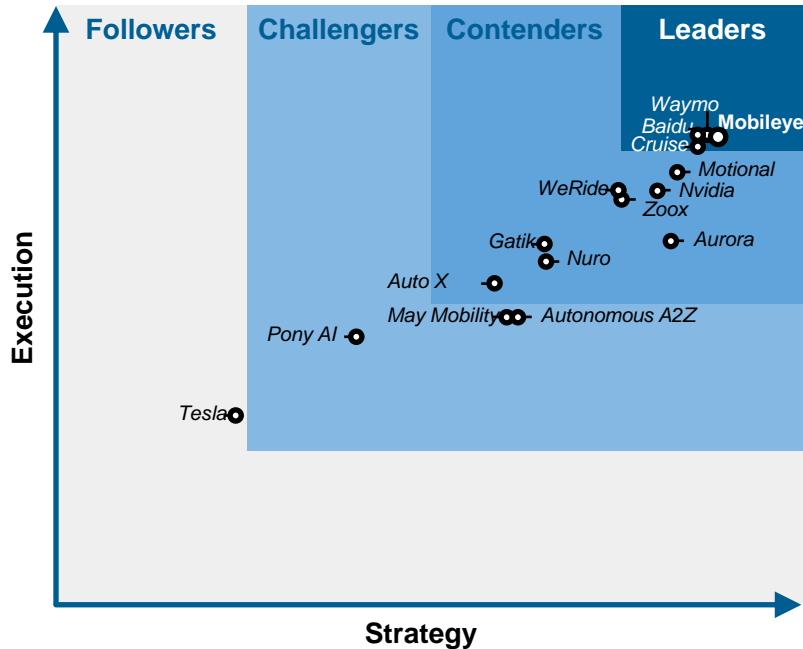 Followers
Challengers
Contenders
Leaders
Waymo
Baidu
Mobileye
Cruise
Motional
WeRide
Nvidia
Zoox
Gatik
Aurora
Nuro
Auto X
May Mobility
Autonomous A2Z
Pony AI
Tesla
Execution
Strategy